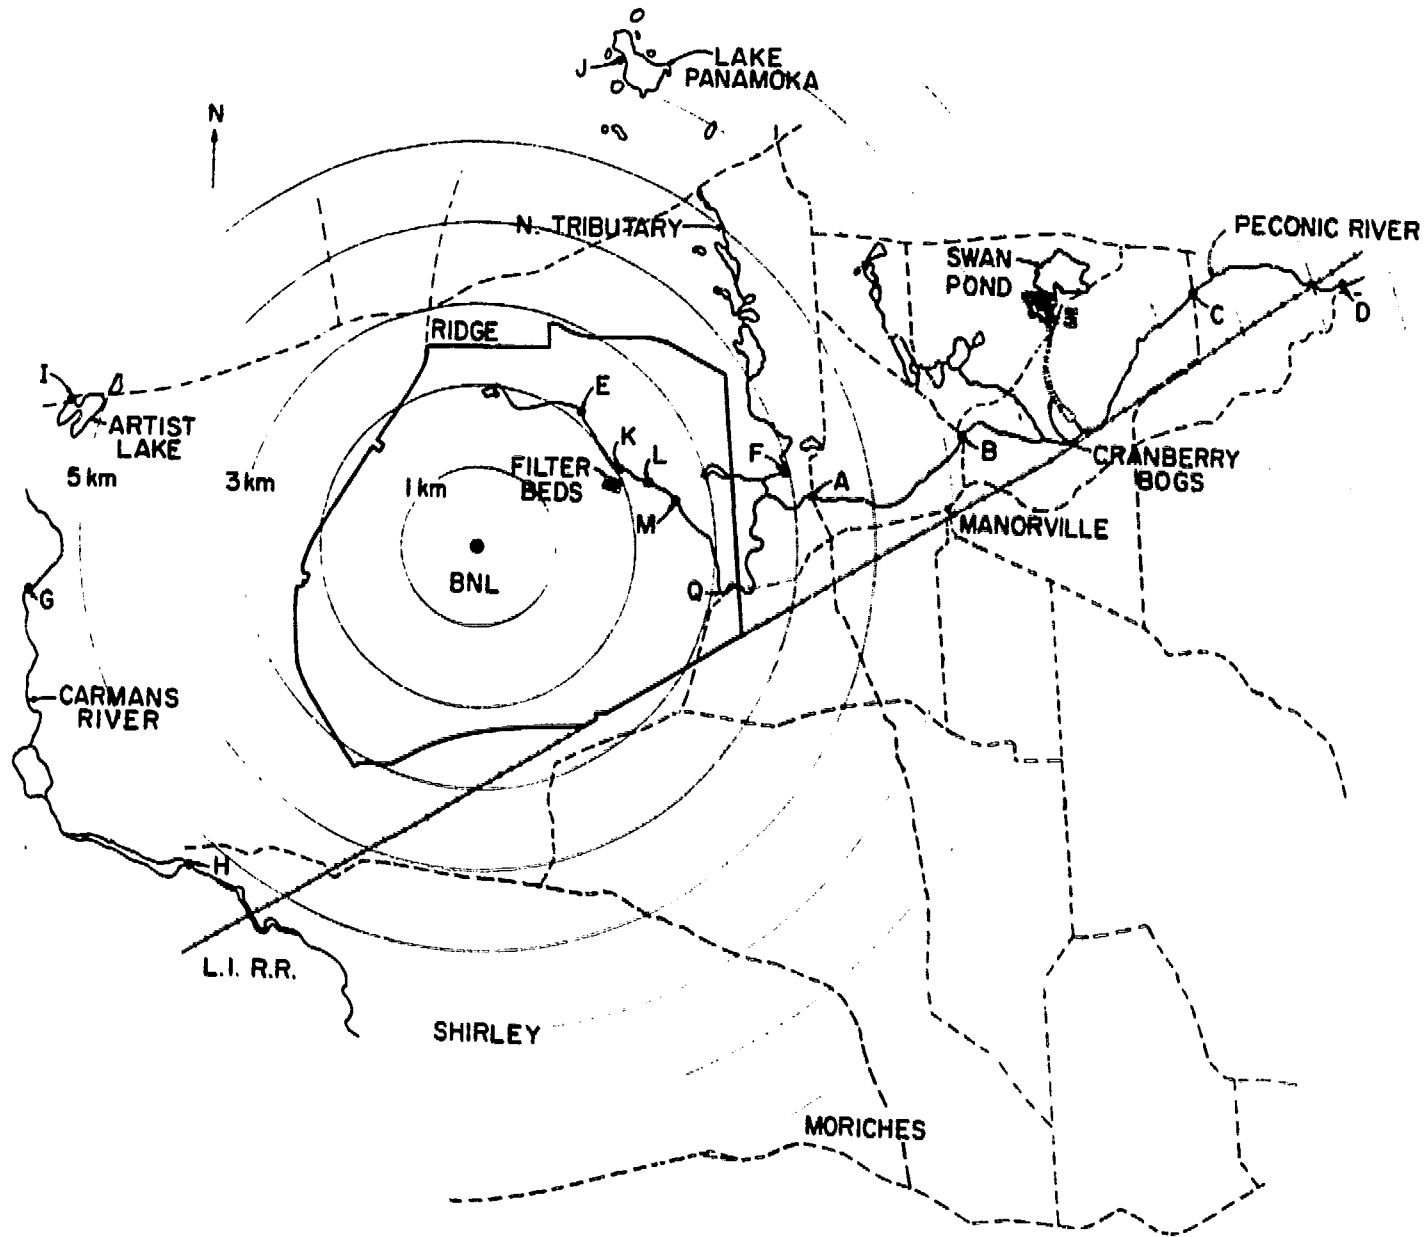 LAKE
PANAMOKA
J
N
N. TRIBUTARY
PECONIC RIVER
SWAN
POND
C
D
RIDGE
I
ARTIST
LAKE
E
K
L
F
B
FILTER
BEDS
CRANBERRY
BOGS
5 km
3 km
1 km
A
M
MANORVILLE
BNL
Q
G
CARMANS
RIVER
H
L.I. R.R.
SHIRLEY
MORICHES